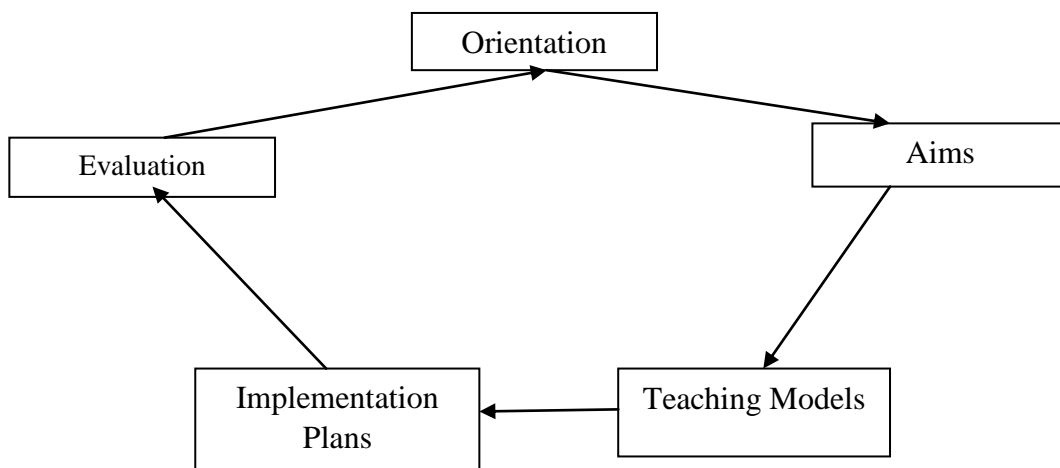 Orientation
Aims
Evaluation
Teaching Models
Implementation
Plans